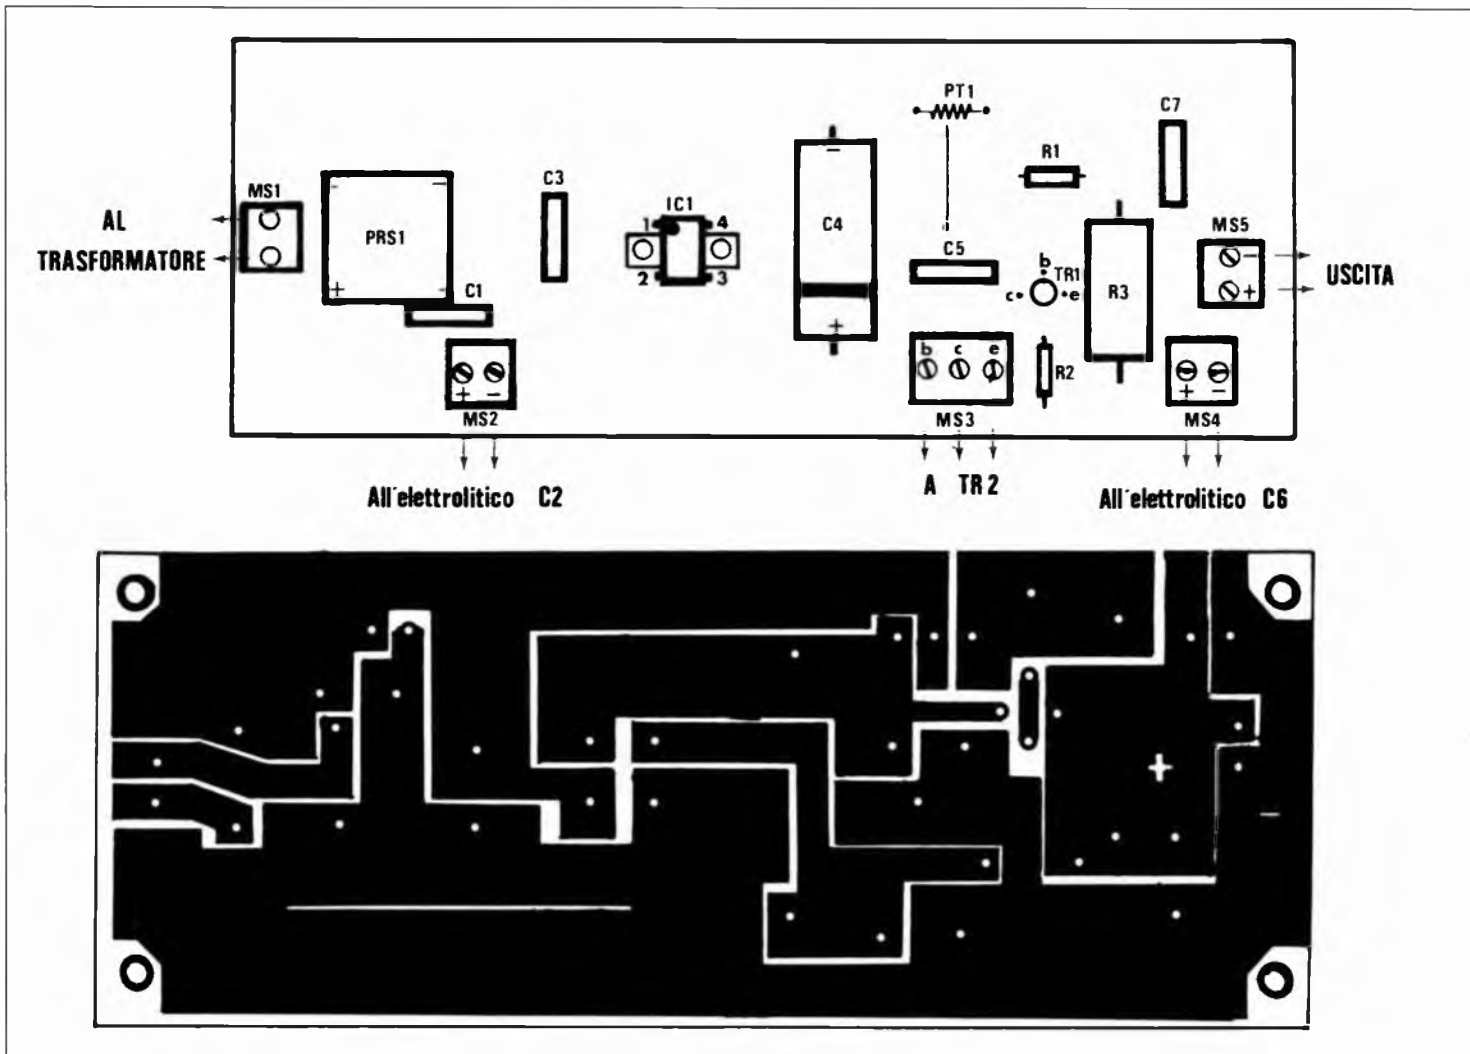 PT1
C7
R1
MS1
C3
IC1
1 4
2 3
AL
TRASFORMATORE
PRS1
- -
+ -
C1
C4
-
+
C5
b
TR1
c e
R3
MS5
-
+
USCITA
b c e
R2
+ -
MS2
MS3
+ -
MS4
All'elettrolitico C2
A TR2
All'elettrolitico C6
+
-